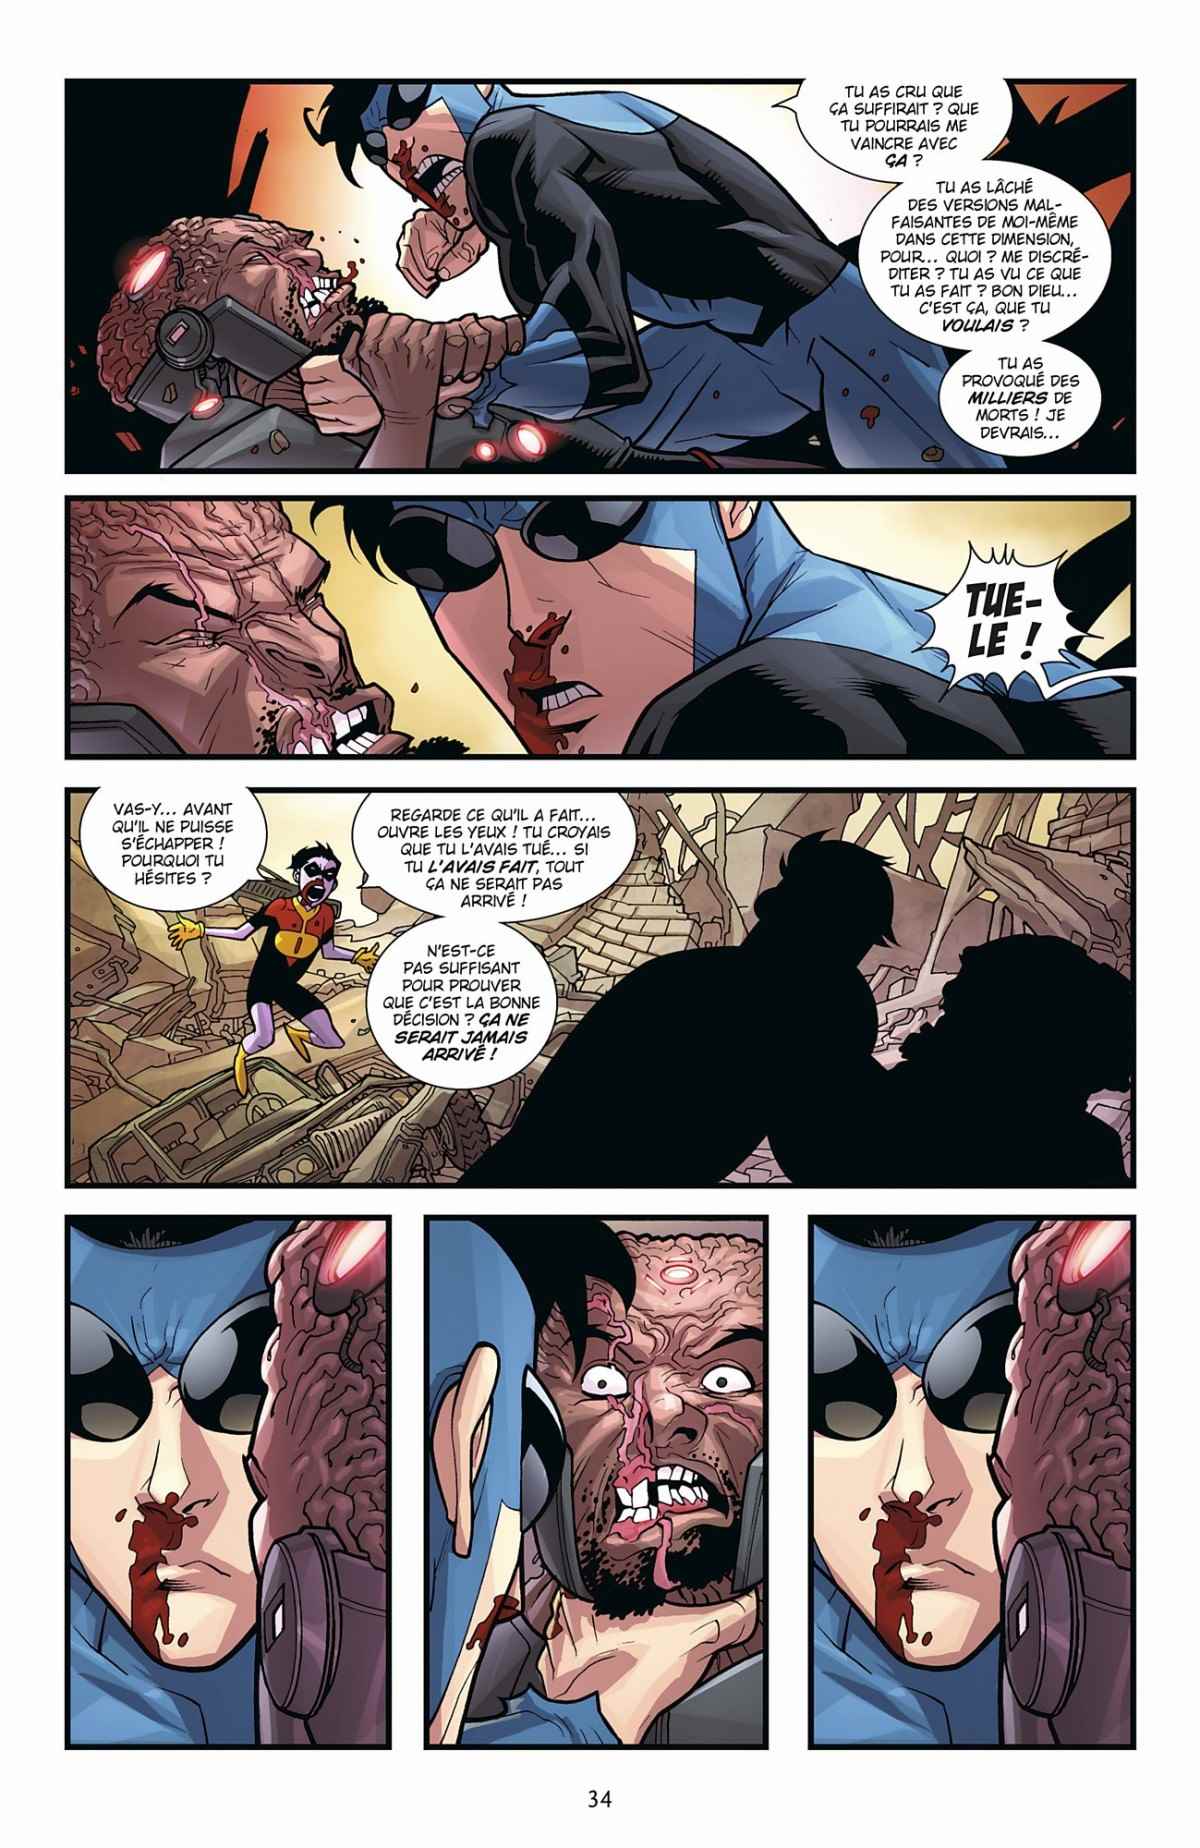 TU AS CRU QUE
ÇA SUFFIRAIT ? QUE
TU POURRAIS ME
VAINCRE AVEC
ÇA ?
TU AS LÂCHÉ
DES VERSIONS MAL-
FAISANTES DE MOI-MÊME
DANS CETTE DIMENSION,
POUR... QUOI ? ME DISCRÉ-
DITER ? TU AS VU CE QUE
TU AS FAIT ? BON DIEU...
C'EST ÇA, QUE TU
VOULAIS ?
TU AS
PROVOQUÉ DES
MILLIERS DE
MORTS ! JE
DEVRAIS...
TUE-
LE !
VAS-Y... AVANT
QU'IL NE PUISSE
S'ÉCHAPPER !
POURQUOI TU
HÉSITES ?
REGARDE CE QU'IL A FAIT...
OUVRE LES YEUX ! TU CROYAIS
QUE TU L'AVAIS TUÉ... SI
TU L'AVAIS FAIT, TOUT
ÇA NE SERAIT PAS
ARRIVÉ !
N'EST-CE
PAS SUFFISANT
POUR PROUVER
QUE C'EST LA BONNE
DÉCISION ? ÇA NE
SERAIT JAMAIS
ARRIVÉ !
34